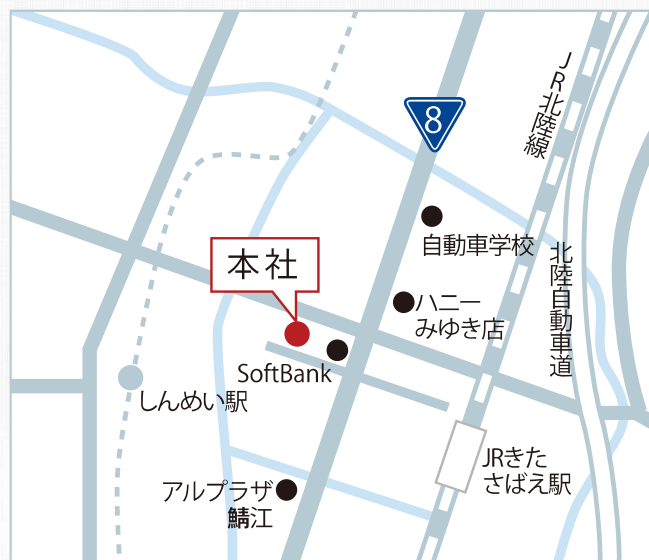 JR北陸線
8
自動車学校
本社
北陸自動車道
ハニー
みゆき店
SoftBank
しんめい駅
JRきた
さばえ駅
アルプラザ
鯖江